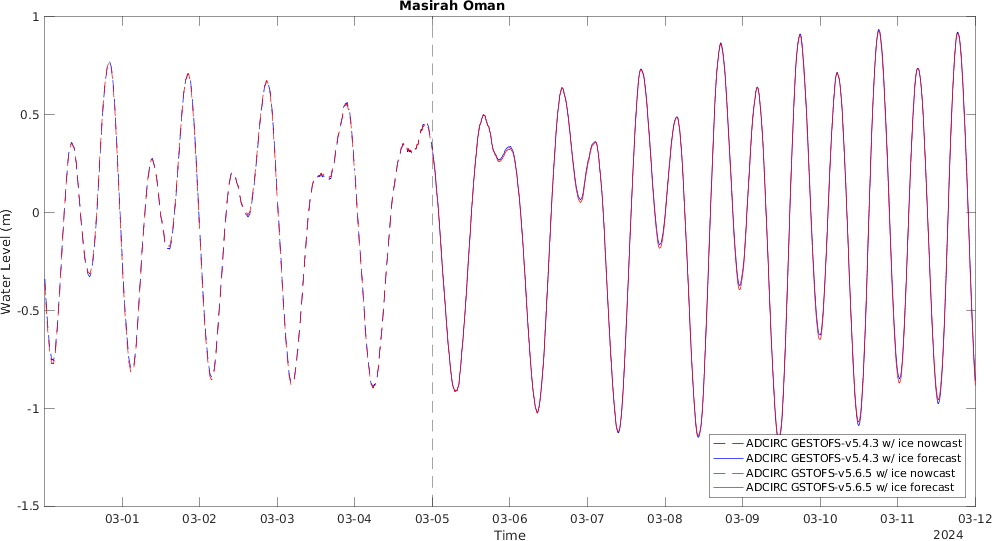 Masirah Oman
1
0.5
0
-0.5
-1
-1.5
Water Level (m)
ADCIRC GESTOFS-v5.4.3 w/ ice nowcast
ADCIRC GESTOFS-v5.4.3 w/ ice forecast
ADCIRC GSTOFS-v5.6.5 w/ ice nowcast
ADCIRC GSTOFS-v5.6.5 w/ ice forecast
03-01 03-02 03-03 03-04 03-05 03-06 03-07 03-08 03-09 03-10 03-11 03-12
Time
2024